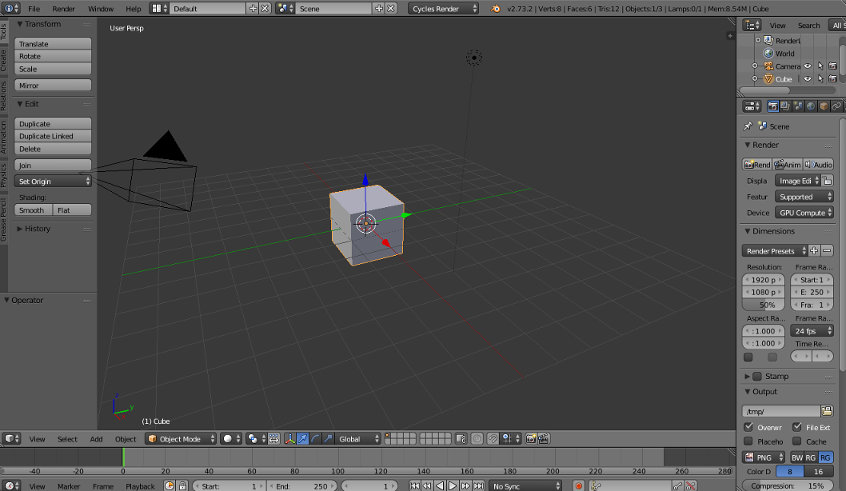 File Render Window Help Default Scene Cycles Render v2.73.2 | Verts:8 | Faces:6 | Tris:12 | Objects:1/3 | Lamps:0/1 | Mem:8.54M | Cube
View Search All S
Tools
Create
Relations
Animation
Physics
Grease Pencil
Transform
Translate
Rotate
Scale
Mirror
Edit
Duplicate
Duplicate Linked
Delete
Join
Set Origin
Shading:
Smooth Flat
History
Operator
User Persp
(1) Cube
z
y
World
Camera
Cube
Scene
Render
Rend Anim Audio
Displa Image Edi
Featur Supported
Device GPU Compute
Dimensions
Render Presets
Resolution: Frame Ra...
1920 p Start: 1
1080 p E: 250
50% Fra: 1
Aspect Ra... Frame Ra...
: 1.000 24 fps
: 1.000 Time Re...
Stamp
Output
/tmp/
Overwr File Ext
Placeho Cache
PNG BW RG RG
Color D 8 16
Compression: 15%
View Select Add Object Object Mode Global
-40 -20 0 20 40 60 80 100 120 140 160 180 200 220 240 260 280
View Marker Frame Playback Start: 1 End: 250 1 No Sync